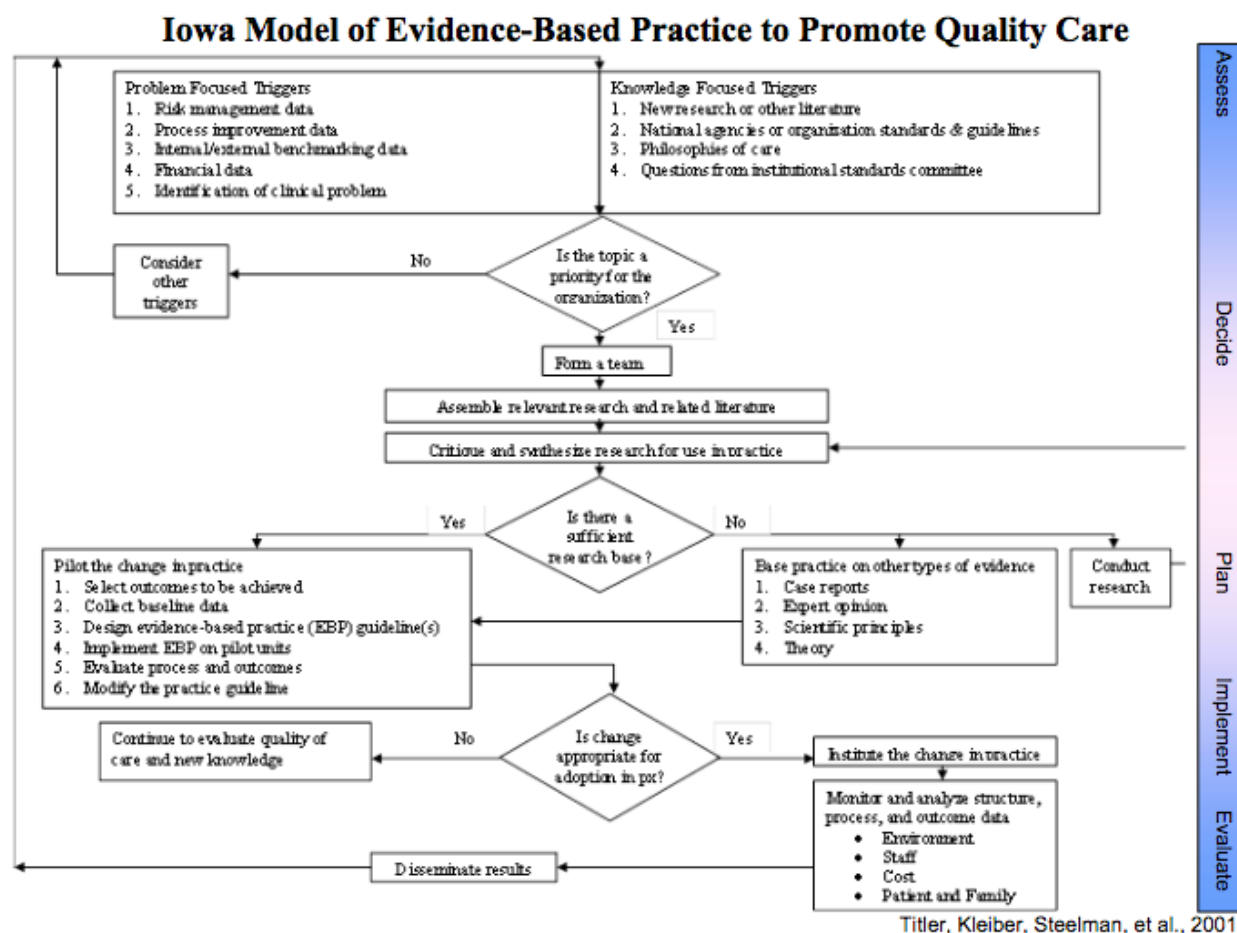 Iowa Model of Evidence-Based Practice to Promote Quality Care
Problem Focused Triggers
1. Risk management data
2. Process improvement data
3. Internal/external benchmarking data
4. Financial data
5. Identification of clinical problem
Knowledge Focused Triggers
1. New research or other literature
2. National agencies or organization standards & guidelines
3. Philosophies of care
4. Questions from institutional standards committee
Assess
Consider
other
triggers
No
Is the topic a
priority for the
organization?
Yes
Decide
Form a team
Assemble relevant research and related literature
Critique and synthesize research for use in practice
Yes
Is there a
sufficient
research base?
No
Plan
Pilot the change in practice
1. Select outcomes to be achieved
2. Collect baseline data
3. Design evidence-based practice (EBP) guideline(s)
4. Implement EBP on pilot units
5. Evaluate process and outcomes
6. Modify the practice guideline
Base practice on other types of evidence
1. Case reports
2. Expert opinion
3. Scientific principles
4. Theory
Conduct
research
Implement
Continue to evaluate quality of
care and new knowledge
No
Is change
appropriate for
adoption in px?
Yes
Institute the change in practice
Monitor and analyze structure,
process, and outcome data
• Environment
• Staff
• Cost
• Patient and Family
Evaluate
Disseminate results
Titler, Kleiber, Steelman, et al., 2001